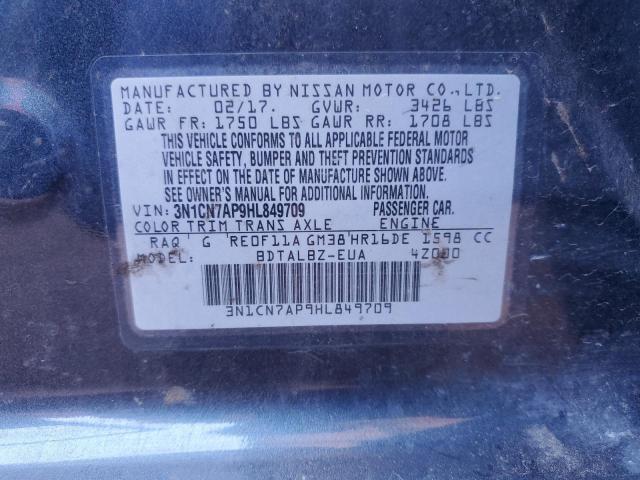 MANUFACTURED BY NISSAN MOTOR CO., LTD.
DATE: 02/17. GVWR: 3426 LBS
GAWR FR: 1750 LBS GAWR RR: 1708 LBS
THIS VEHICLE CONFORMS TO ALL APPLICABLE FEDERAL MOTOR
VEHICLE SAFETY, BUMPER AND THEFT PREVENTION STANDARDS
IN EFFECT ON THE DATE OF MANUFACTURE SHOWN ABOVE.
SEE OWNER'S MANUAL FOR ADDITIONAL INFORMATION.
VIN: 3N1CN7AP9HL849709 PASSENGER CAR.
COLOR TRIM TRANS AXLE ENGINE
RAQ G RE0F11A GM38 HR16DE 1598 CC
MODEL: BDTALBZ-EUA 4Z000
3N1CN7AP9HL849709